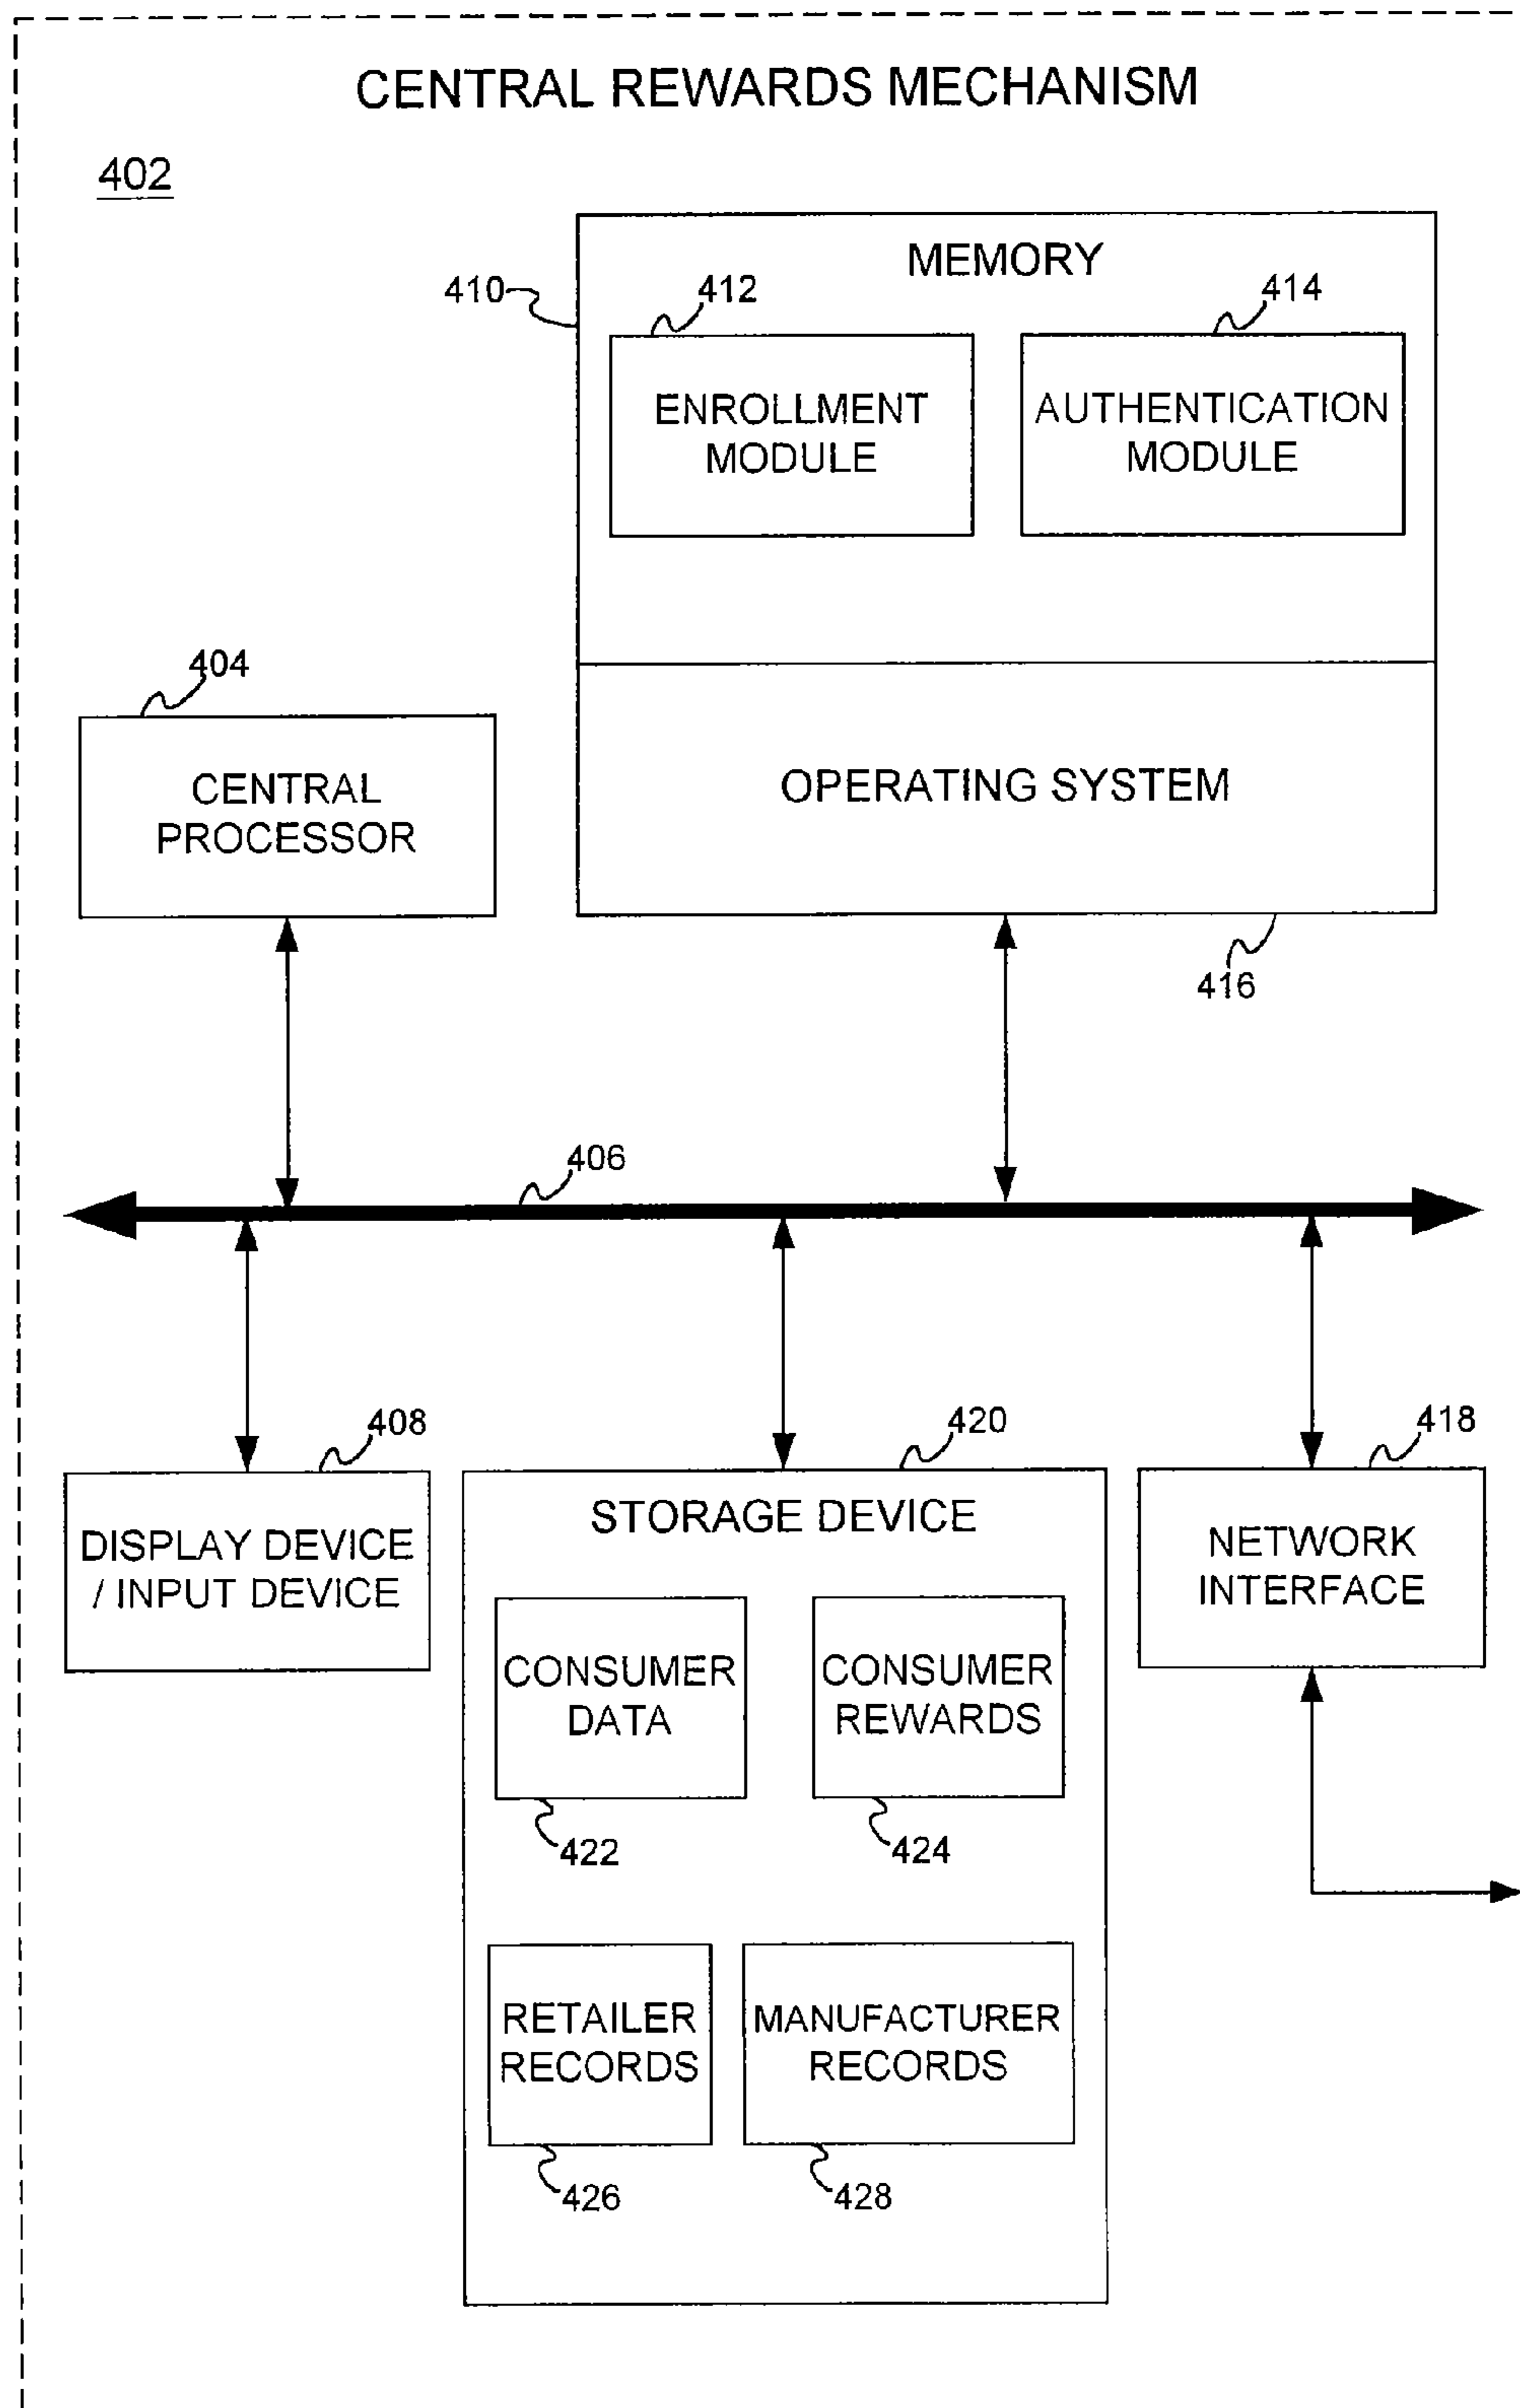 CENTRAL REWARDS MECHANISM
402
MEMORY
410
412
414
ENROLLMENT
MODULE
AUTHENTICATION
MODULE
404
CENTRAL
PROCESSOR
OPERATING SYSTEM
416
406
408
420
418
DISPLAY DEVICE
/ INPUT DEVICE
STORAGE DEVICE
NETWORK
INTERFACE
CONSUMER
DATA
CONSUMER
REWARDS
422
424
RETAILER
RECORDS
MANUFACTURER
RECORDS
426
428